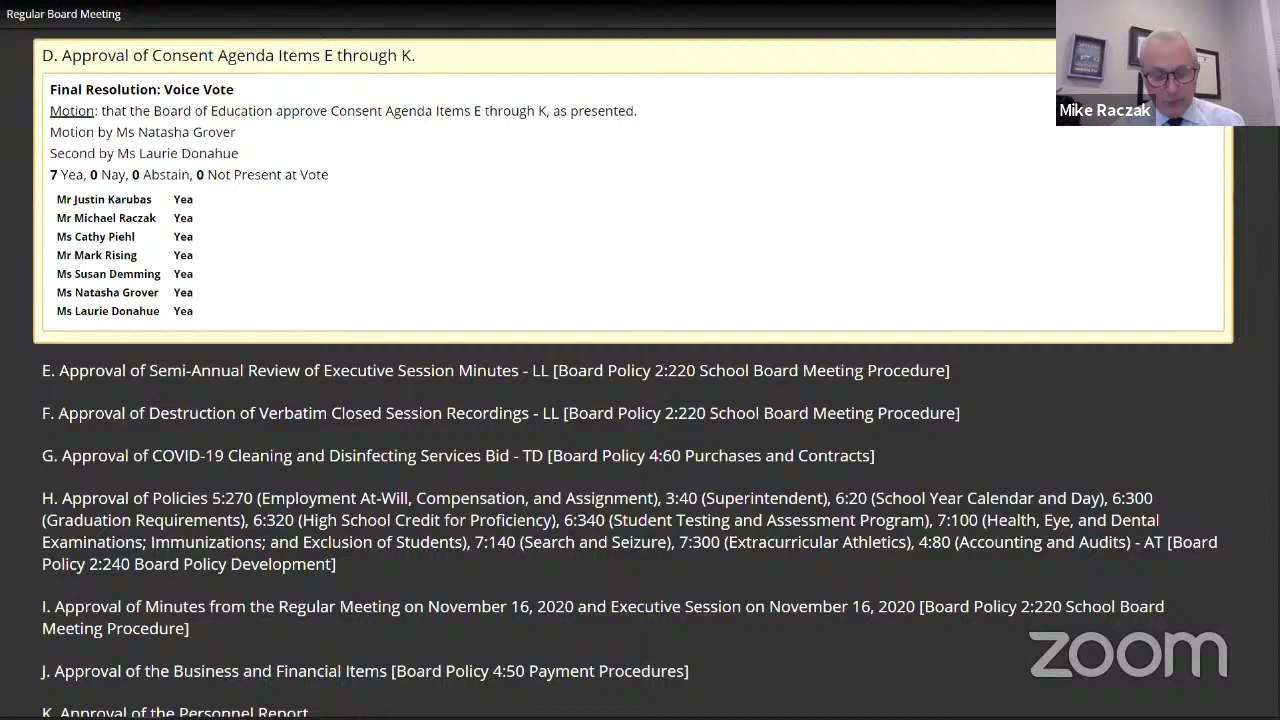 Regular Board Meeting
D. Approval of Consent Agenda Items E through K.
Final Resolution: Voice Vote
Motion: that the Board of Education approve Consent Agenda Items E through K, as presented.
Motion by Ms Natasha Grover
Second by Ms Laurie Donahue
7 Yea, 0 Nay, 0 Abstain, 0 Not Present at Vote
Mr Justin Karubas Yea
Mr Michael Raczak Yea
Ms Cathy Piehl Yea
Mr Mark Rising Yea
Ms Susan Demming Yea
Ms Natasha Grover Yea
Ms Laurie Donahue Yea
Mike Raczak
E. Approval of Semi-Annual Review of Executive Session Minutes - LL [Board Policy 2:220 School Board Meeting Procedure]
F. Approval of Destruction of Verbatim Closed Session Recordings - LL [Board Policy 2:220 School Board Meeting Procedure]
G. Approval of COVID-19 Cleaning and Disinfecting Services Bid - TD [Board Policy 4:60 Purchases and Contracts]
H. Approval of Policies 5:270 (Employment At-Will, Compensation, and Assignment), 3:40 (Superintendent), 6:20 (School Year Calendar and Day), 6:300
(Graduation Requirements), 6:320 (High School Credit for Proficiency), 6:340 (Student Testing and Assessment Program), 7:100 (Health, Eye, and Dental
Examinations; Immunizations; and Exclusion of Students), 7:140 (Search and Seizure), 7:300 (Extracurricular Athletics), 4:80 (Accounting and Audits) - AT [Board
Policy 2:240 Board Policy Development]
I. Approval of Minutes from the Regular Meeting on November 16, 2020 and Executive Session on November 16, 2020 [Board Policy 2:220 School Board
Meeting Procedure]
J. Approval of the Business and Financial Items [Board Policy 4:50 Payment Procedures]
K. Approval of the Personnel Report
zoom